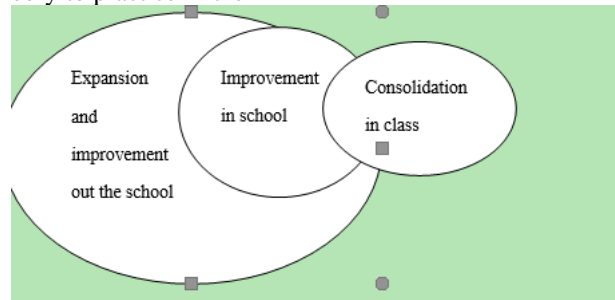 Expansion
and
improvement
out the school
Improvement
in school
Consolidation
in class